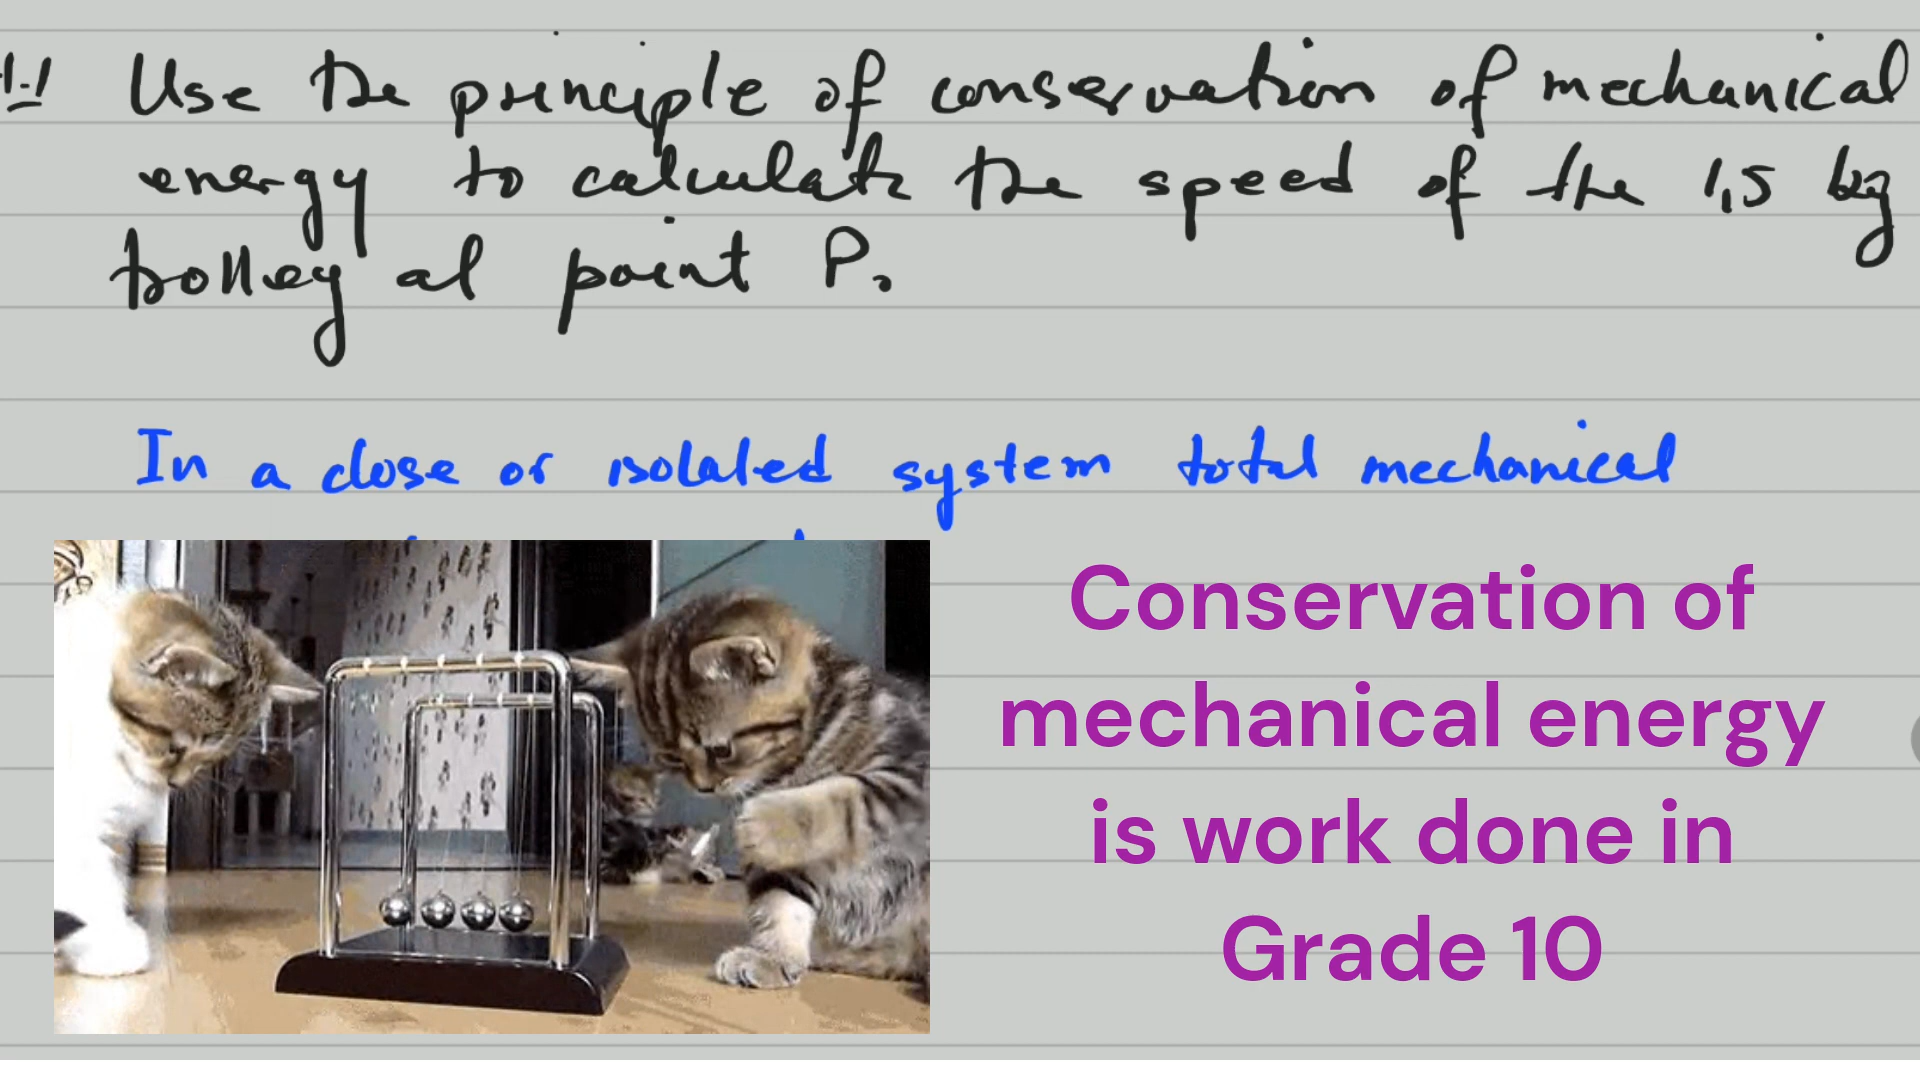 1.1 Use the principle of conservation of mechanical
energy to calculate the speed of the 1,5 kg
trolley at point P.
In a close or isolated system total mechanical
Conservation of
mechanical energy
is work done in
Grade 10